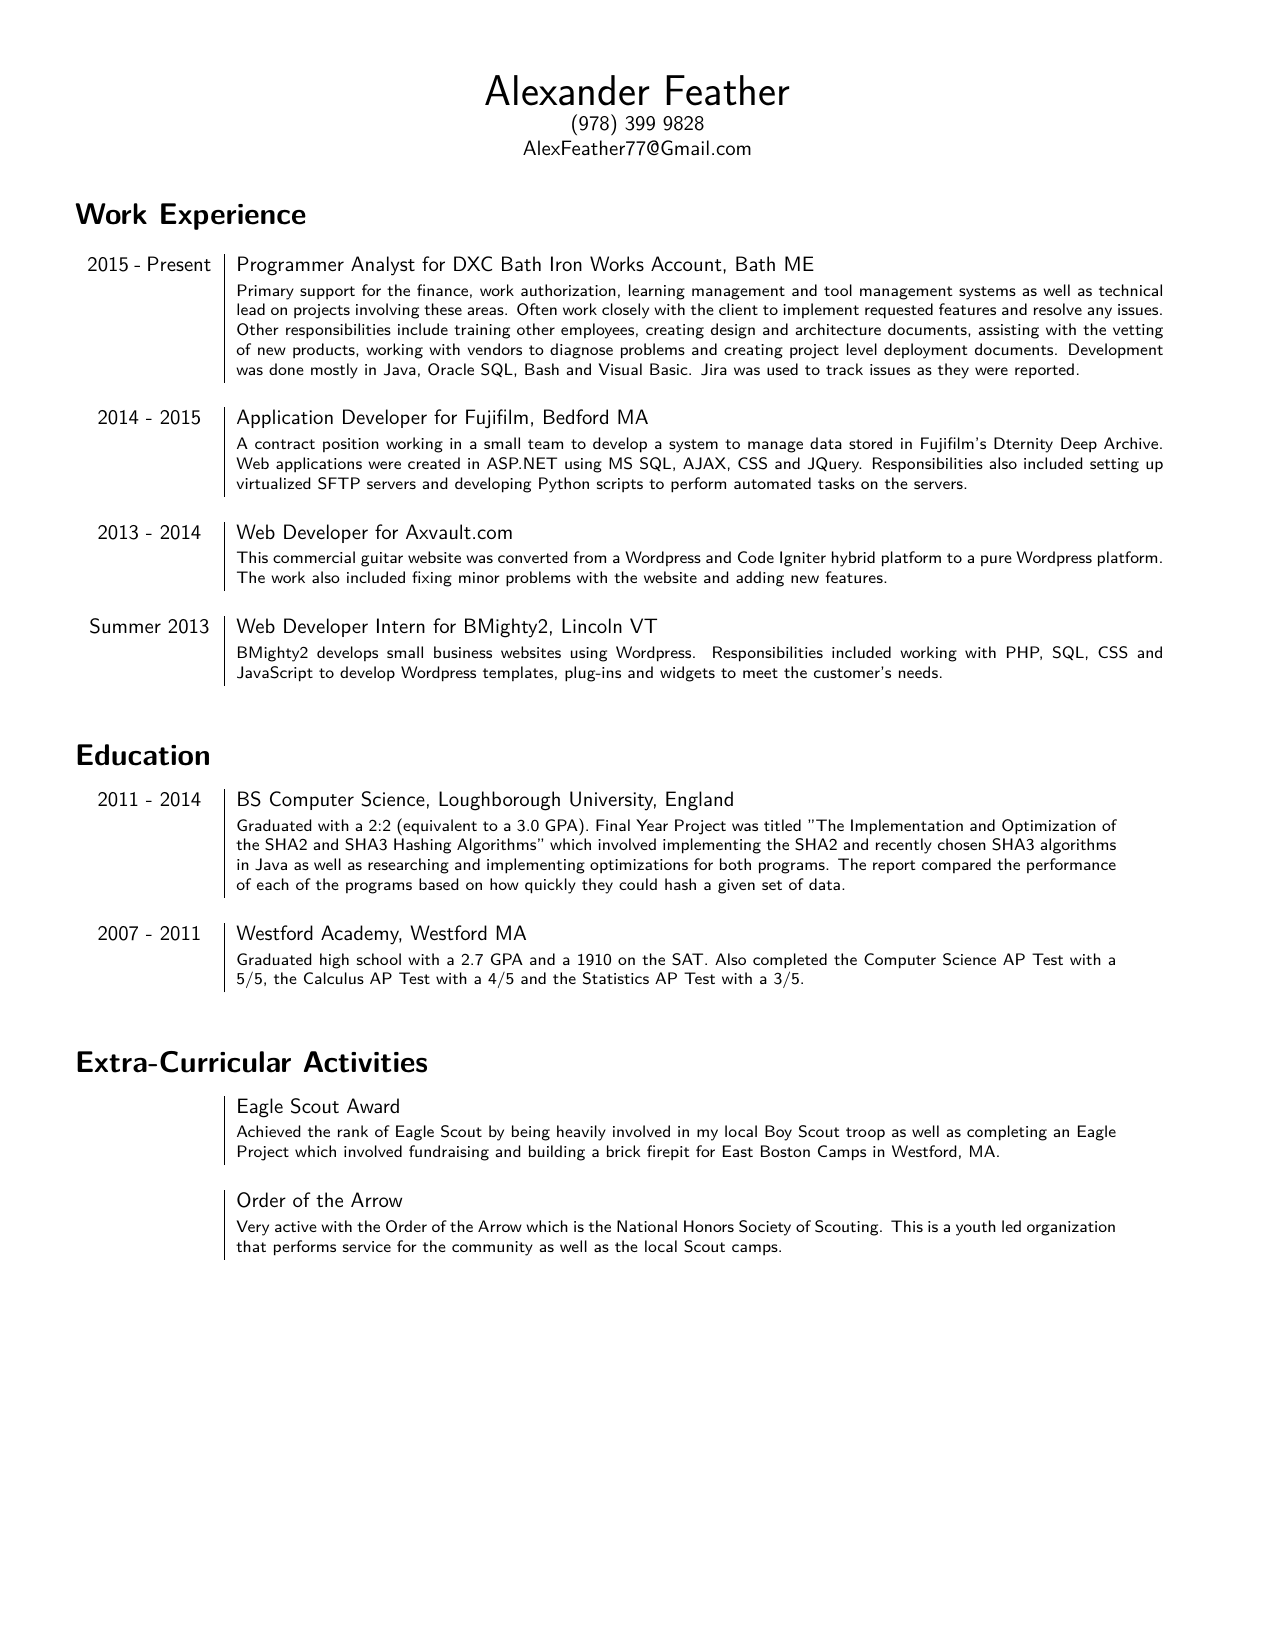 Alexander Feather
(978) 399 9828
AlexFeather77@Gmail.com
Work Experience
2015 - Present
Programmer Analyst for DXC Bath Iron Works Account, Bath ME
Primary support for the finance, work authorization, learning management and tool management systems as well as technical
lead on projects involving these areas. Often work closely with the client to implement requested features and resolve any issues.
Other responsibilities include training other employees, creating design and architecture documents, assisting with the vetting
of new products, working with vendors to diagnose problems and creating project level deployment documents. Development
was done mostly in Java, Oracle SQL, Bash and Visual Basic. Jira was used to track issues as they were reported.
2014 - 2015
Application Developer for Fujifilm, Bedford MA
A contract position working in a small team to develop a system to manage data stored in Fujifilm's Dternity Deep Archive.
Web applications were created in ASP.NET using MS SQL, AJAX, CSS and JQuery. Responsibilities also included setting up
virtualized SFTP servers and developing Python scripts to perform automated tasks on the servers.
2013 - 2014
Web Developer for Axvault.com
This commercial guitar website was converted from a Wordpress and Code Igniter hybrid platform to a pure Wordpress platform.
The work also included fixing minor problems with the website and adding new features.
Summer 2013
Web Developer Intern for BMighty2, Lincoln VT
BMighty2 develops small business websites using Wordpress. Responsibilities included working with PHP, SQL, CSS and
JavaScript to develop Wordpress templates, plug-ins and widgets to meet the customer's needs.
Education
2011 - 2014
BS Computer Science, Loughborough University, England
Graduated with a 2:2 (equivalent to a 3.0 GPA). Final Year Project was titled "The Implementation and Optimization of
the SHA2 and SHA3 Hashing Algorithms" which involved implementing the SHA2 and recently chosen SHA3 algorithms
in Java as well as researching and implementing optimizations for both programs. The report compared the performance
of each of the programs based on how quickly they could hash a given set of data.
2007 - 2011
Westford Academy, Westford MA
Graduated high school with a 2.7 GPA and a 1910 on the SAT. Also completed the Computer Science AP Test with a
5/5, the Calculus AP Test with a 4/5 and the Statistics AP Test with a 3/5.
Extra-Curricular Activities
Eagle Scout Award
Achieved the rank of Eagle Scout by being heavily involved in my local Boy Scout troop as well as completing an Eagle
Project which involved fundraising and building a brick firepit for East Boston Camps in Westford, MA.
Order of the Arrow
Very active with the Order of the Arrow which is the National Honors Society of Scouting. This is a youth led organization
that performs service for the community as well as the local Scout camps.